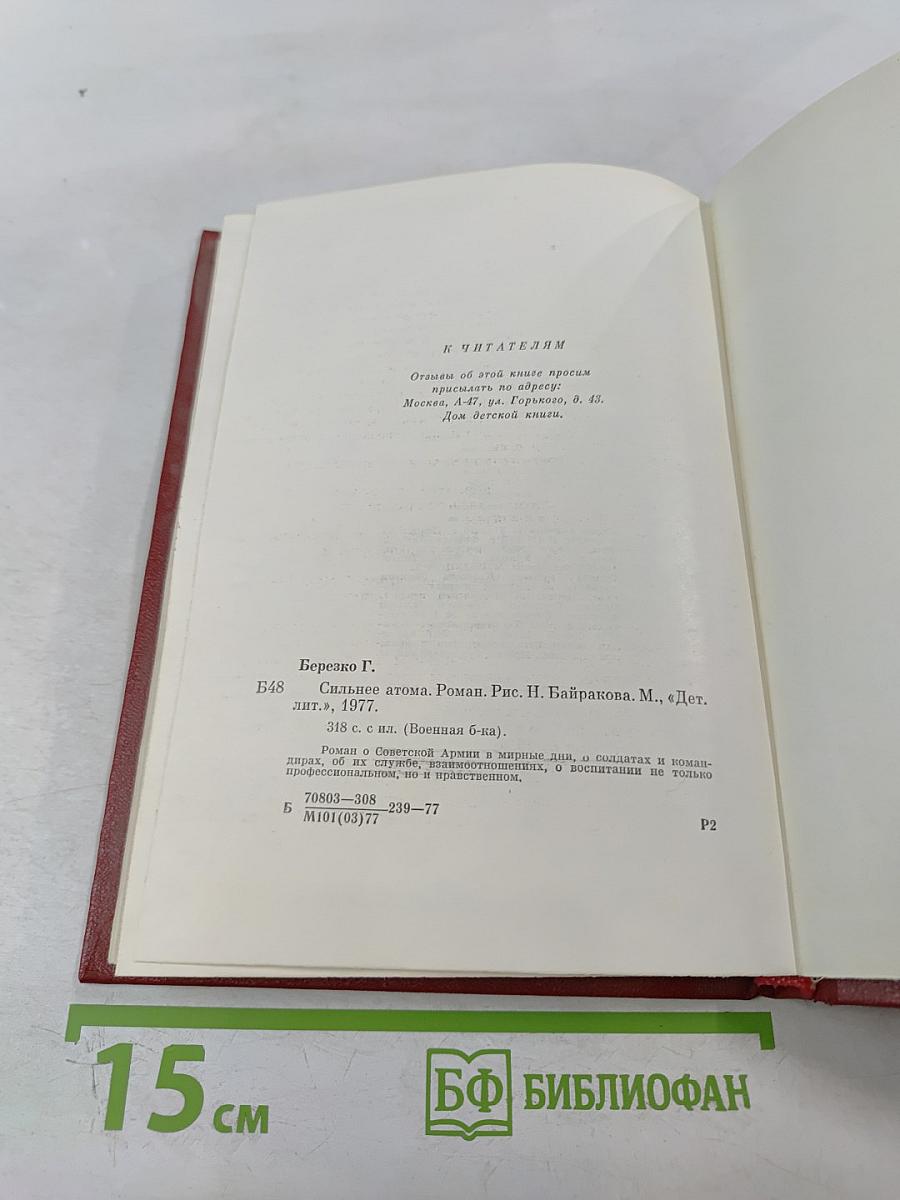 К ЧИТАТЕЛЯМ
Отзывы об этой книге просим
присылать по адресу:
Москва, А-47, ул. Горького, д. 43.
Дом детской книги.
Березко Г.
Б48 Сильнее атома. Роман. Рис. Н. Байракова. М., «Дет.
лит.», 1977.
318 с. с ил. (Военная б-ка).
Роман о Советской Армии в мирные дни, о солдатах и коман-
дирах, об их службе, взаимоотношениях, о воспитании не только
профессиональном, но и нравственном.
70803—308
Б 239—77
М101(03)77
Р2
15 см
БФ БИБЛИОФАН